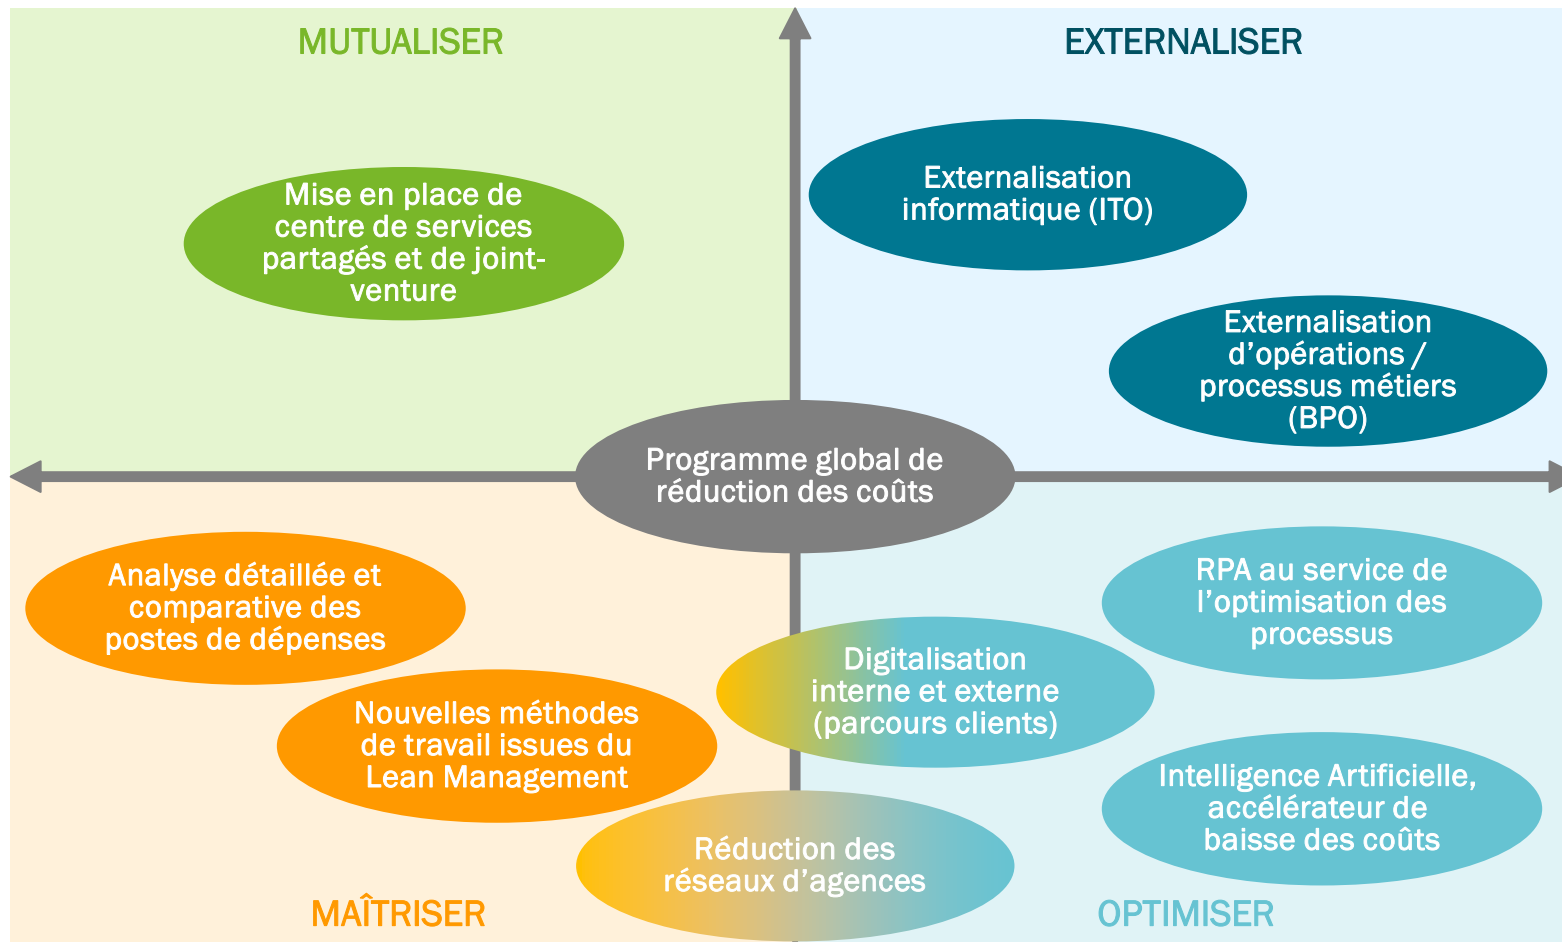 MUTUALISER
EXTERNALISER
Mise en place de
centre de services
partagés et de joint-
venture
Externalisation
informatique (ITO)
Externalisation
d’opérations /
processus métiers
(BPO)
Programme global de
réduction des coûts
Analyse détaillée et
comparative des
postes de dépenses
Nouvelles méthodes
de travail issues du
Lean Management
Digitalisation
interne et externe
(parcours clients)
RPA au service de
l’optimisation des
processus
Intelligence Artificielle,
accélérateur de
baisse des coûts
Réduction des
réseaux d’agences
MAÎTRISER
OPTIMISER